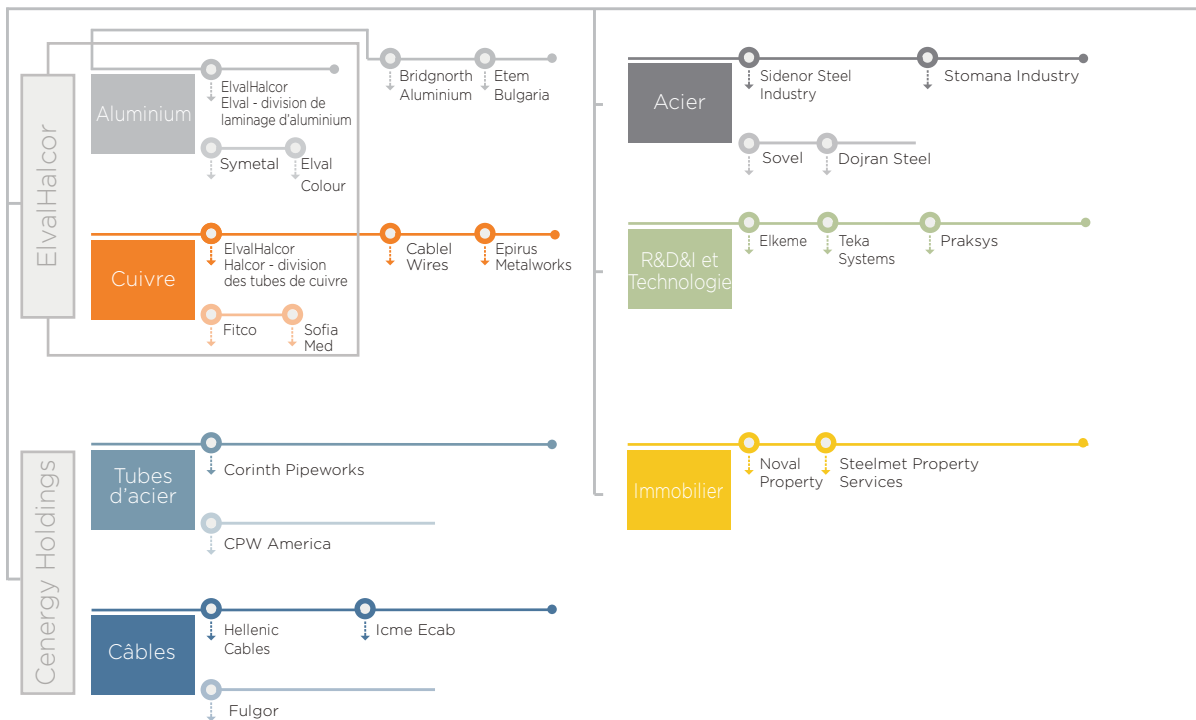 ElvalHalcor
Aluminium
ElvalHalcor
Elval - division de
laminage d'aluminium
Bridgnorth
Aluminium
Etem
Bulgaria
Symetal
Elval
Colour
Cuivre
ElvalHalcor
Halcor - division
des tubes de cuivre
Cablel
Wires
Epirus
Metalworks
Fitco
Sofia
Med
Cenergy Holdings
Tubes
d'acier
Corinth Pipeworks
CPW America
Câbles
Hellenic
Cables
Icme Ecab
Fulgor
Acier
Sidenor Steel
Industry
Stomana Industry
Sovel
Dojran Steel
R&D&I et
Technologie
Elkeme
Teka
Systems
Praksys
Immobilier
Noval
Property
Steelmet Property
Services